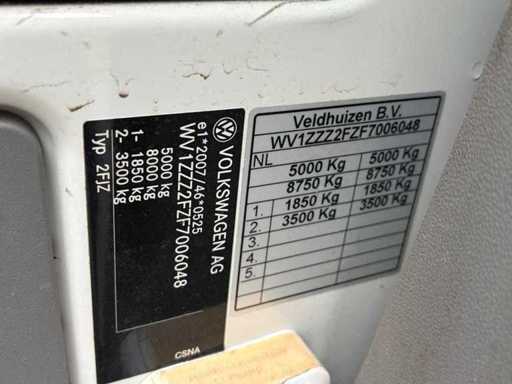 VOLKSWAGEN AG
e1*2007/46*0525
WV1ZZZ2FZF7006048
5000 kg
8000 kg
1- 1850 kg
2- 3500 kg
Typ 2FJZ
CSNA
Veldhuizen B.V.
WV1ZZZ2FZF7006048
NL
5000 Kg 5000 Kg
8750 Kg 8750 Kg
1. 1850 Kg 1850 Kg
2. 3500 Kg 3500 Kg
3.
4.
5.